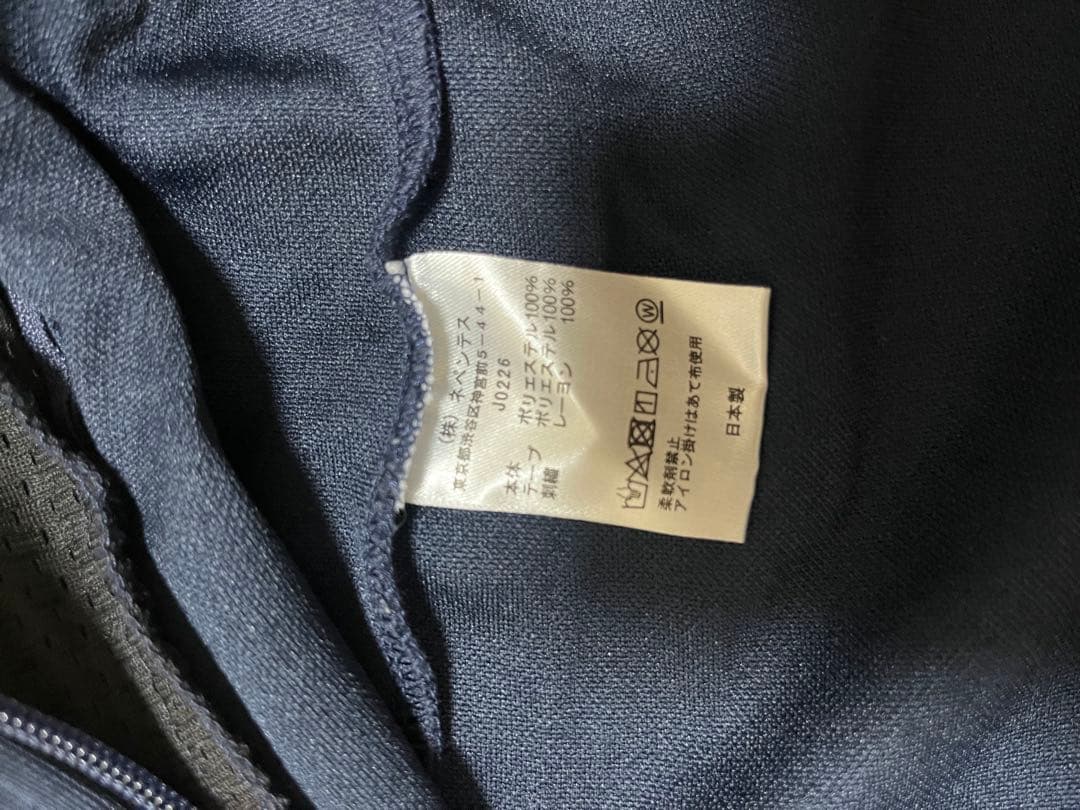 (株) ネペンテス
東京都渋谷区神宮前5-44-1
J0226
本体 ポリエステル100%
テープ ポリエステル100%
刺繍 レーヨン 100%
W
柔軟剤禁止
アイロン掛けはあて布使用
日本製